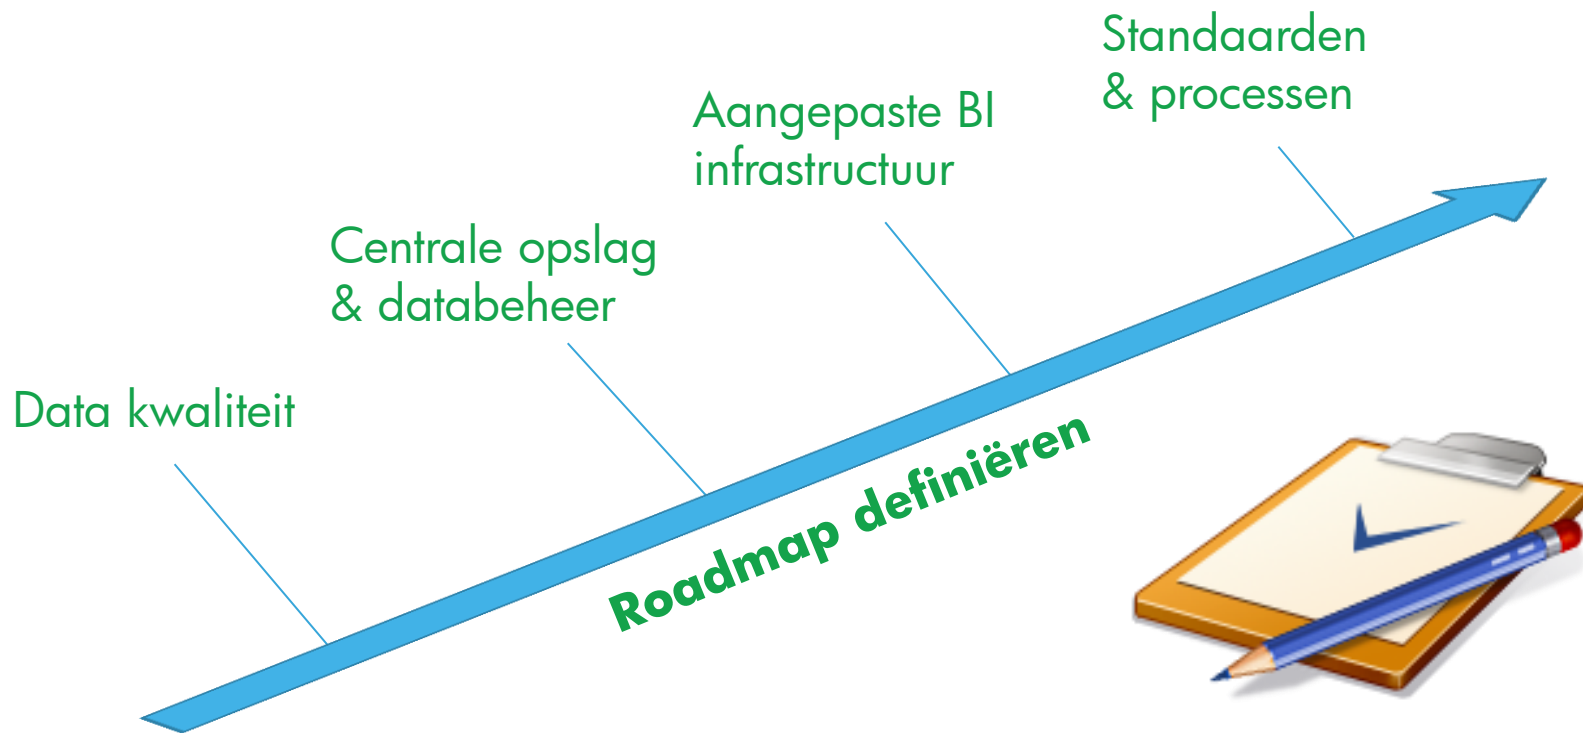 Standaarden
& processen
Aangepaste BI
infrastructuur
Centrale opslag
& databeheer
Data kwaliteit
Roadmap definiëren